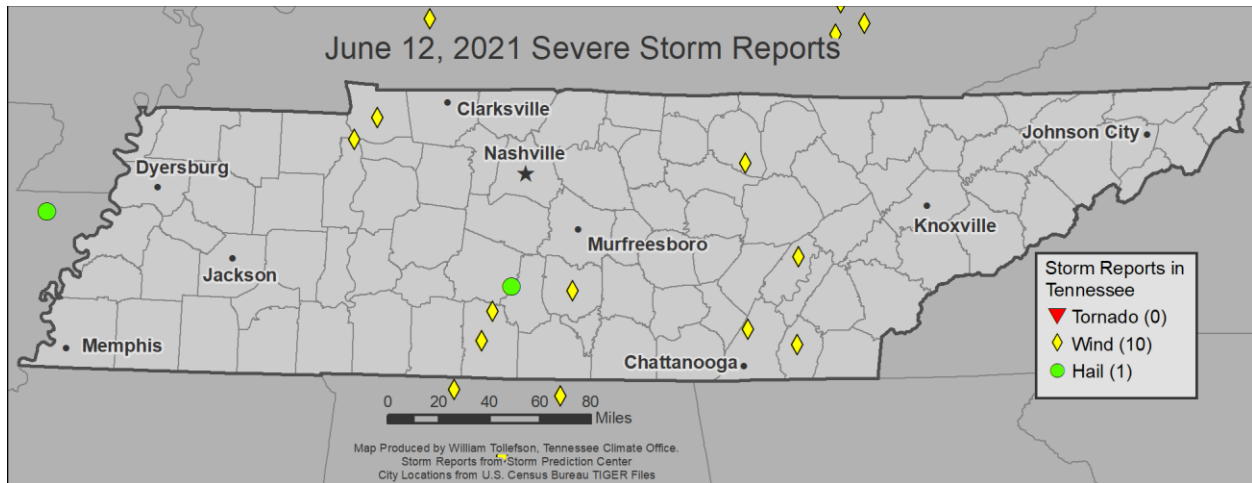 June 12, 2021 Severe Storm Reports
Clarksville
Johnson City
Nashville
Dyersburg
Knoxville
Murfreesboro
Jackson
Storm Reports in
Tennessee
Tornado (0)
Wind (10)
Hail (1)
Memphis
Chattanooga
0 20 40 60 80
Miles
Map Produced by William Tollefson, Tennessee Climate Office.
Storm Reports from Storm Prediction Center
City Locations from U.S. Census Bureau TIGER Files